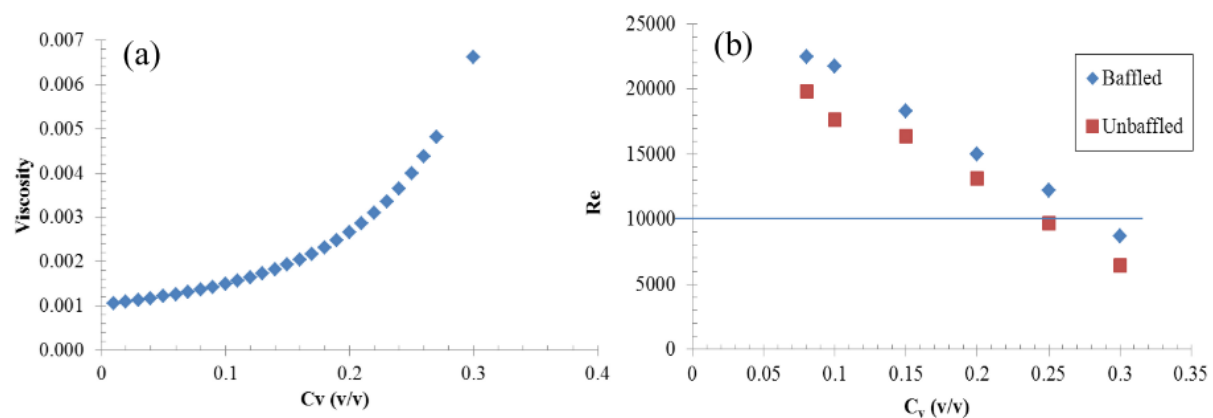 (a)
Viscosity
0.007
0.006
0.005
0.004
0.003
0.002
0.001
0.000
0 0.1 0.2 0.3 0.4
Cv (v/v)
(b)
Re
25000
20000
15000
10000
5000
0
0 0.05 0.1 0.15 0.2 0.25 0.3 0.35
Cv (v/v)
Baffled
Unbaffled